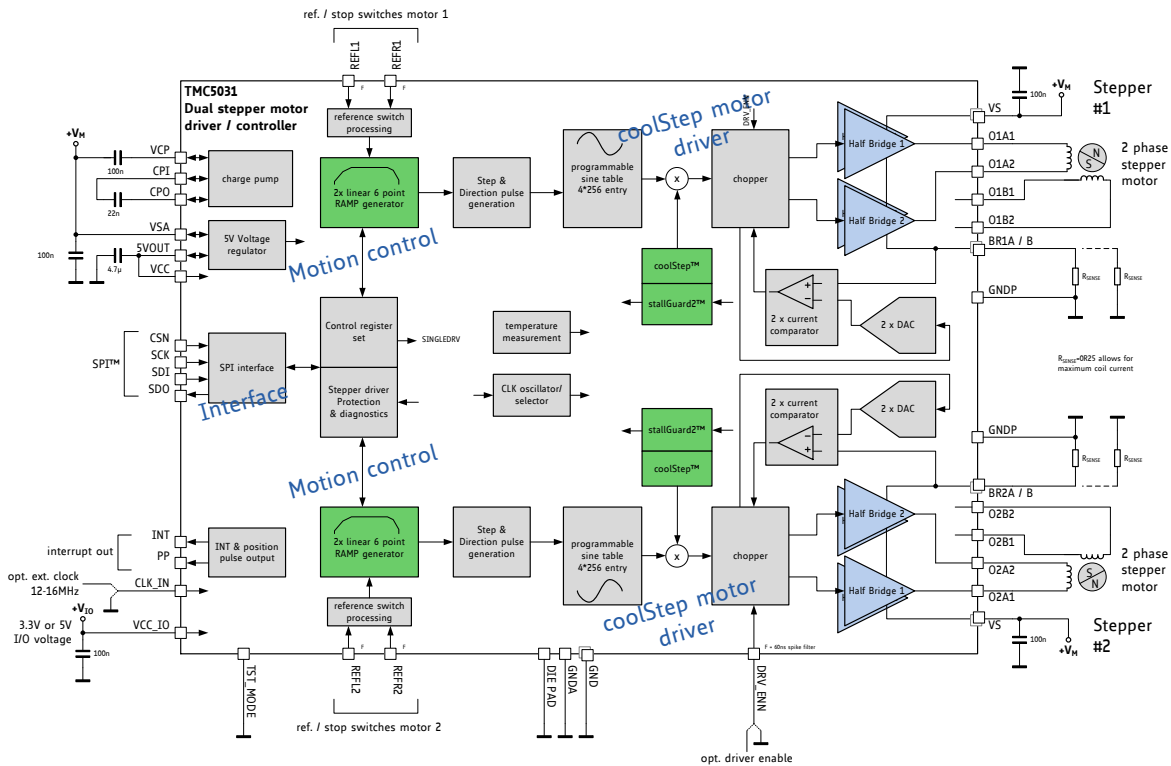 ref. / stop switches motor 1
REFL1
REFR1
F
F
TMC5031
Dual stepper motor
driver / controller
reference switch
processing
2x linear 6 point
RAMP generator
Step &
Direction pulse
generation
programmable
sine table
4*256 entry
x
coolStep motor
driver
DRV_ENN
chopper
Half Bridge 1
Half Bridge 2
+VM
VCP
100n
CPI
CPO
22n
charge pump
VSA
5VOUT
VCC
100n
4.7µ
5V Voltage
regulator
Motion control
coolStep™
stallGuard2™
+
−
2 x current
comparator
2 x DAC
100n
+VM
VS
Stepper
#1
O1A1
O1A2
O1B1
O1B2
N
S
2 phase
stepper
motor
BR1A / B
RSENSE
RSENSE
GNDP
RSENSE=0R25 allows for
maximum coil current
SPI™
CSN
SCK
SDI
SDO
SPI interface
Interface
Control register
set
SINGLEDRV
Stepper driver
Protection
& diagnostics
temperature
measurement
CLK oscillator/
selector
Motion control
stallGuard2™
coolStep™
2 x current
comparator
−
+
2 x DAC
GNDP
RSENSE
RSENSE
BR2A / B
interrupt out
INT
PP
INT & position
pulse output
opt. ext. clock
12-16MHz
CLK_IN
+VIO
3.3V or 5V
I/O voltage
VCC_IO
100n
2x linear 6 point
RAMP generator
Step &
Direction pulse
generation
programmable
sine table
4*256 entry
x
chopper
coolStep motor
driver
Half Bridge 2
Half Bridge 1
O2B2
O2B1
O2A2
O2A1
VS
S
N
2 phase
stepper
motor
100n
+VM
Stepper
#2
reference switch
processing
F
F
F = 60ns spike filter
TST_MODE
REFL2
REFR2
DIE PAD
GNDA
GND
DRV_ENN
ref. / stop switches motor 2
opt. driver enable